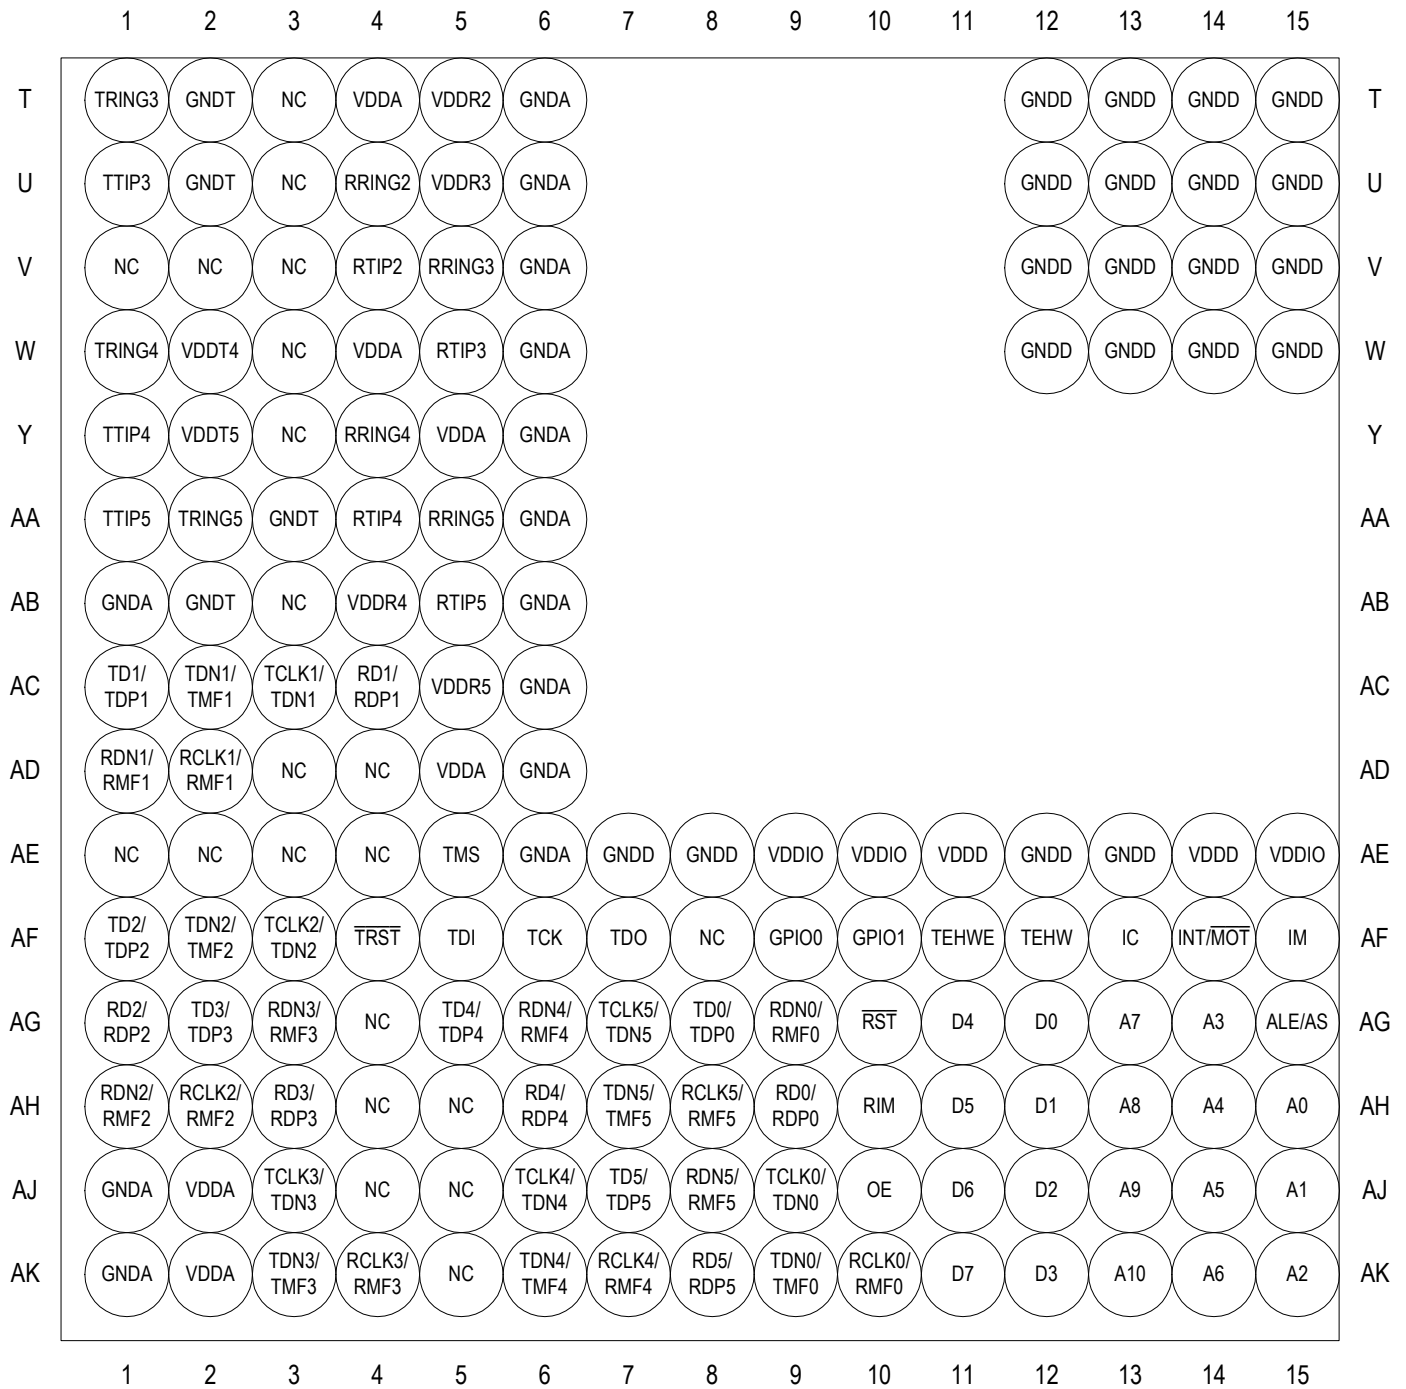 1 2 3 4 5 6 7 8 9 10 11 12 13 14 15
T TRING3 GNDT NC VDDA VDDR2 GNDA GNDD GNDD GNDD GNDD T
U TTIP3 GNDT NC RRING2 VDDR3 GNDA GNDD GNDD GNDD GNDD U
V NC NC NC RTIP2 RRING3 GNDA GNDD GNDD GNDD GNDD V
W TRING4 VDDT4 NC VDDA RTIP3 GNDA GNDD GNDD GNDD GNDD W
Y TTIP4 VDDT5 NC RRING4 VDDA GNDA Y
AA TTIP5 TRING5 GNDT RTIP4 RRING5 GNDA AA
AB GNDA GNDT NC VDDR4 RTIP5 GNDA AB
AC TD1/ TDN1/ TCLK1/ RD1/ VDDR5 GNDA AC
TDP1 TMF1 TDN1 RDP1
AD RDN1/ RCLK1/ NC NC VDDA GNDA AD
RMF1 RMF1
AE NC NC NC NC TMS GNDA GNDD GNDD VDDIO VDDIO VDDD GNDD GNDD VDDD VDDIO AE
AF TD2/ TDN2/ TCLK2/ TRST TDI TCK TDO NC GPIO0 GPIO1 TEHWE TEHW IC INT/MOT IM AF
TDP2 TMF2 TDN2
AG RD2/ TD3/ RDN3/ NC TD4/ RDN4/ TCLK5/ TD0/ RDN0/ RST D4 D0 A7 A3 ALE/AS AG
RDP2 TDP3 RMF3 TDP4 RMF4 TDN5 TDP0 RMF0
AH RDN2/ RCLK2/ RD3/ NC NC RD4/ TDN5/ RCLK5/ RD0/ RIM D5 D1 A8 A4 A0 AH
RMF2 RMF2 RDP3 RDP4 TMF5 RMF5 RDP0
AJ GNDA VDDA TCLK3/ NC NC TCLK4/ TD5/ RDN5/ TCLK0/ OE D6 D2 A9 A5 A1 AJ
TDN3 TDN4 TDP5 RMF5 TDN0
AK GNDA VDDA TDN3/ RCLK3/ NC TDN4/ RCLK4/ RD5/ TDN0/ RCLK0/ D7 D3 A10 A6 A2 AK
TMF3 RMF3 TMF4 RMF4 RDP5 TMF0 RMF0
1 2 3 4 5 6 7 8 9 10 11 12 13 14 15